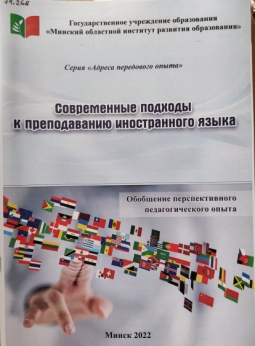 74.268
Государственное учреждение образования
«Минский областной институт развития образования»
Серия «Адреса передового опыта»
Современные подходы
к преподаванию иностранного языка
Обобщение перспективного
педагогического опыта
Минск 2022